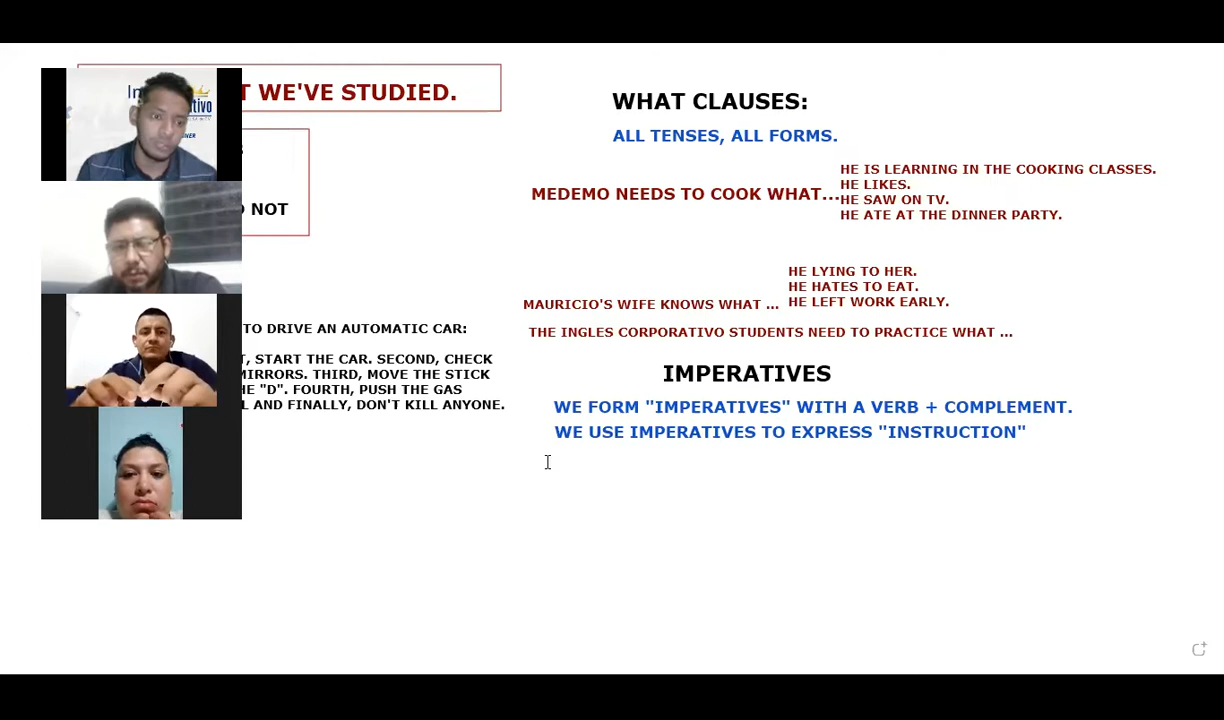 T WE'VE STUDIED.
O NOT
TO DRIVE AN AUTOMATIC CAR:
T, START THE CAR. SECOND, CHECK
MIRRORS. THIRD, MOVE THE STICK
HE "D". FOURTH, PUSH THE GAS
L AND FINALLY, DON'T KILL ANYONE.
WHAT CLAUSES:
ALL TENSES, ALL FORMS.
MEDEMO NEEDS TO COOK WHAT...
HE IS LEARNING IN THE COOKING CLASSES.
HE LIKES.
HE SAW ON TV.
HE ATE AT THE DINNER PARTY.
HE LYING TO HER.
HE HATES TO EAT.
HE LEFT WORK EARLY.
MAURICIO'S WIFE KNOWS WHAT ...
THE INGLES CORPORATIVO STUDENTS NEED TO PRACTICE WHAT ...
IMPERATIVES
WE FORM "IMPERATIVES" WITH A VERB + COMPLEMENT.
WE USE IMPERATIVES TO EXPRESS "INSTRUCTION"